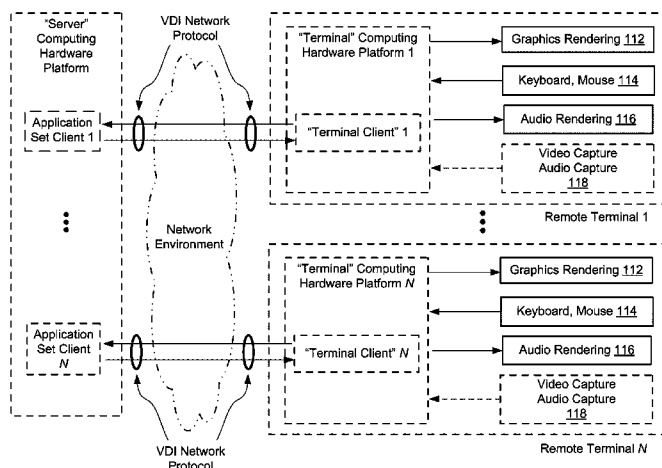 "Server"
Computing
Hardware
Platform
VDI Network
Protocol
"Terminal" Computing
Hardware Platform 1
Graphics Rendering 112
Keyboard, Mouse 114
Application
Set Client 1
"Terminal Client" 1
Audio Rendering 116
Video Capture
Audio Capture
118
Remote Terminal 1
Network
Environment
"Terminal" Computing
Hardware Platform N
Graphics Rendering 112
Keyboard, Mouse 114
Application
Set Client
N
"Terminal Client" N
Audio Rendering 116
Video Capture
Audio Capture
118
VDI Network
Protocol
Remote Terminal N